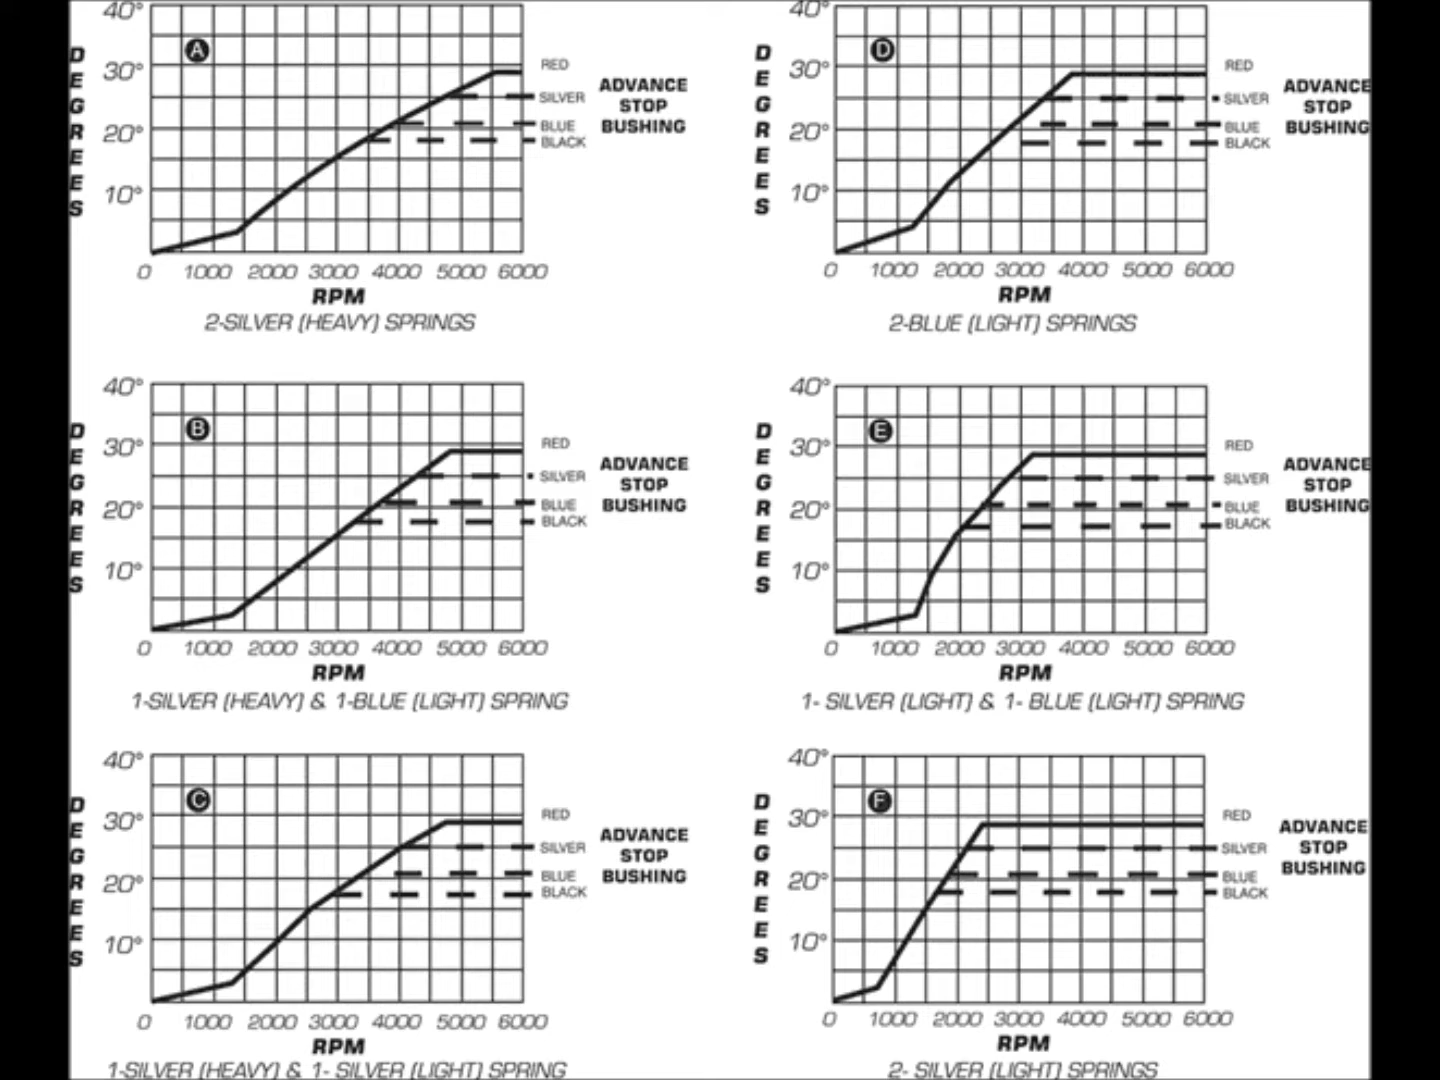 A
40°
30°
20°
10°
DEGREES
RED
SILVER
BLUE
BLACK
ADVANCE
STOP
BUSHING
0 1000 2000 3000 4000 5000 6000
RPM
2-SILVER (HEAVY) SPRINGS
D
40°
30°
20°
10°
DEGREES
RED
SILVER
BLUE
BLACK
ADVANCE
STOP
BUSHING
0 1000 2000 3000 4000 5000 6000
RPM
2-BLUE (LIGHT) SPRINGS
B
40°
30°
20°
10°
DEGREES
RED
SILVER
BLUE
BLACK
ADVANCE
STOP
BUSHING
0 1000 2000 3000 4000 5000 6000
RPM
1-SILVER (HEAVY) & 1-BLUE (LIGHT) SPRING
E
40°
30°
20°
10°
DEGREES
RED
SILVER
BLUE
BLACK
ADVANCE
STOP
BUSHING
0 1000 2000 3000 4000 5000 6000
RPM
1- SILVER (LIGHT) & 1- BLUE (LIGHT) SPRING
C
40°
30°
20°
10°
DEGREES
RED
SILVER
BLUE
BLACK
ADVANCE
STOP
BUSHING
0 1000 2000 3000 4000 5000 6000
RPM
1-SILVER (HEAVY) & 1- SILVER (LIGHT) SPRING
F
40°
30°
20°
10°
DEGREES
RED
SILVER
BLUE
BLACK
ADVANCE
STOP
BUSHING
0 1000 2000 3000 4000 5000 6000
RPM
2- SILVER (LIGHT) SPRINGS